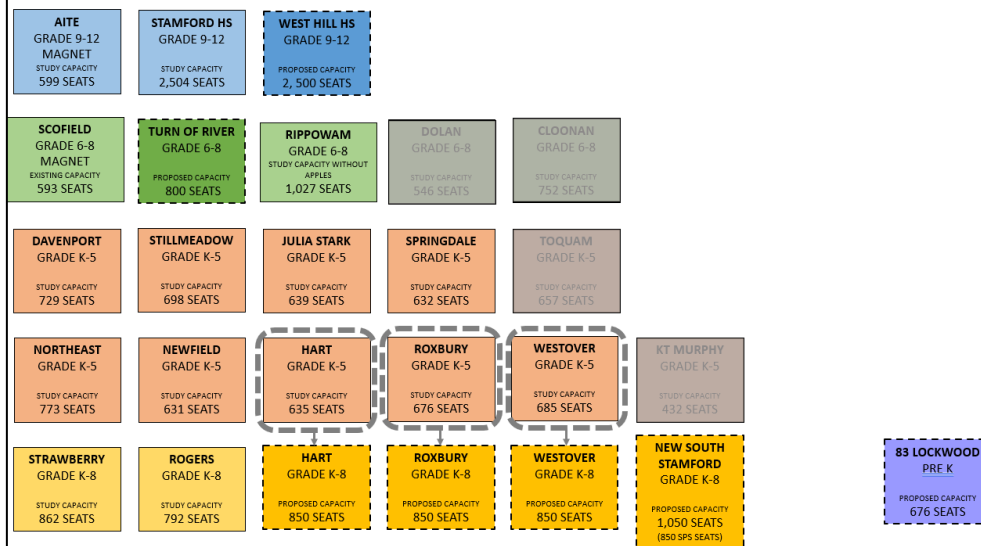 AITE
GRADE 9-12
MAGNET
STUDY CAPACITY
599 SEATS
STAMFORD HS
GRADE 9-12
STUDY CAPACITY
2,504 SEATS
WEST HILL HS
GRADE 9-12
PROPOSED CAPACITY
2, 500 SEATS
SCOFIELD
GRADE 6-8
MAGNET
EXISTING CAPACITY
593 SEATS
TURN OF RIVER
GRADE 6-8
PROPOSED CAPACITY
800 SEATS
RIPPOWAM
GRADE 6-8
STUDY CAPACITY WITHOUT
APPLES
1,027 SEATS
DOLAN
GRADE 6-8
STUDY CAPACITY
546 SEATS
CLOONAN
GRADE 6-8
STUDY CAPACITY
752 SEATS
DAVENPORT
GRADE K-5
STUDY CAPACITY
729 SEATS
STILLMEADOW
GRADE K-5
STUDY CAPACITY
698 SEATS
JULIA STARK
GRADE K-5
STUDY CAPACITY
639 SEATS
SPRINGDALE
GRADE K-5
STUDY CAPACITY
632 SEATS
TOQUAM
GRADE K-5
STUDY CAPACITY
657 SEATS
NORTHEAST
GRADE K-5
STUDY CAPACITY
773 SEATS
NEWFIELD
GRADE K-5
STUDY CAPACITY
631 SEATS
HART
GRADE K-5
STUDY CAPACITY
635 SEATS
ROXBURY
GRADE K-5
STUDY CAPACITY
676 SEATS
WESTOVER
GRADE K-5
STUDY CAPACITY
685 SEATS
KT MURPHY
GRADE K-5
STUDY CAPACITY
432 SEATS
STRAWBERRY
GRADE K-8
STUDY CAPACITY
862 SEATS
ROGERS
GRADE K-8
STUDY CAPACITY
792 SEATS
HART
GRADE K-8
PROPOSED CAPACITY
850 SEATS
ROXBURY
GRADE K-8
PROPOSED CAPACITY
850 SEATS
WESTOVER
GRADE K-8
PROPOSED CAPACITY
850 SEATS
NEW SOUTH
STAMFORD
GRADE K-8
PROPOSED CAPACITY
1,050 SEATS
(850 SPS SEATS)
83 LOCKWOOD
PRE K
PROPOSED CAPACITY
676 SEATS